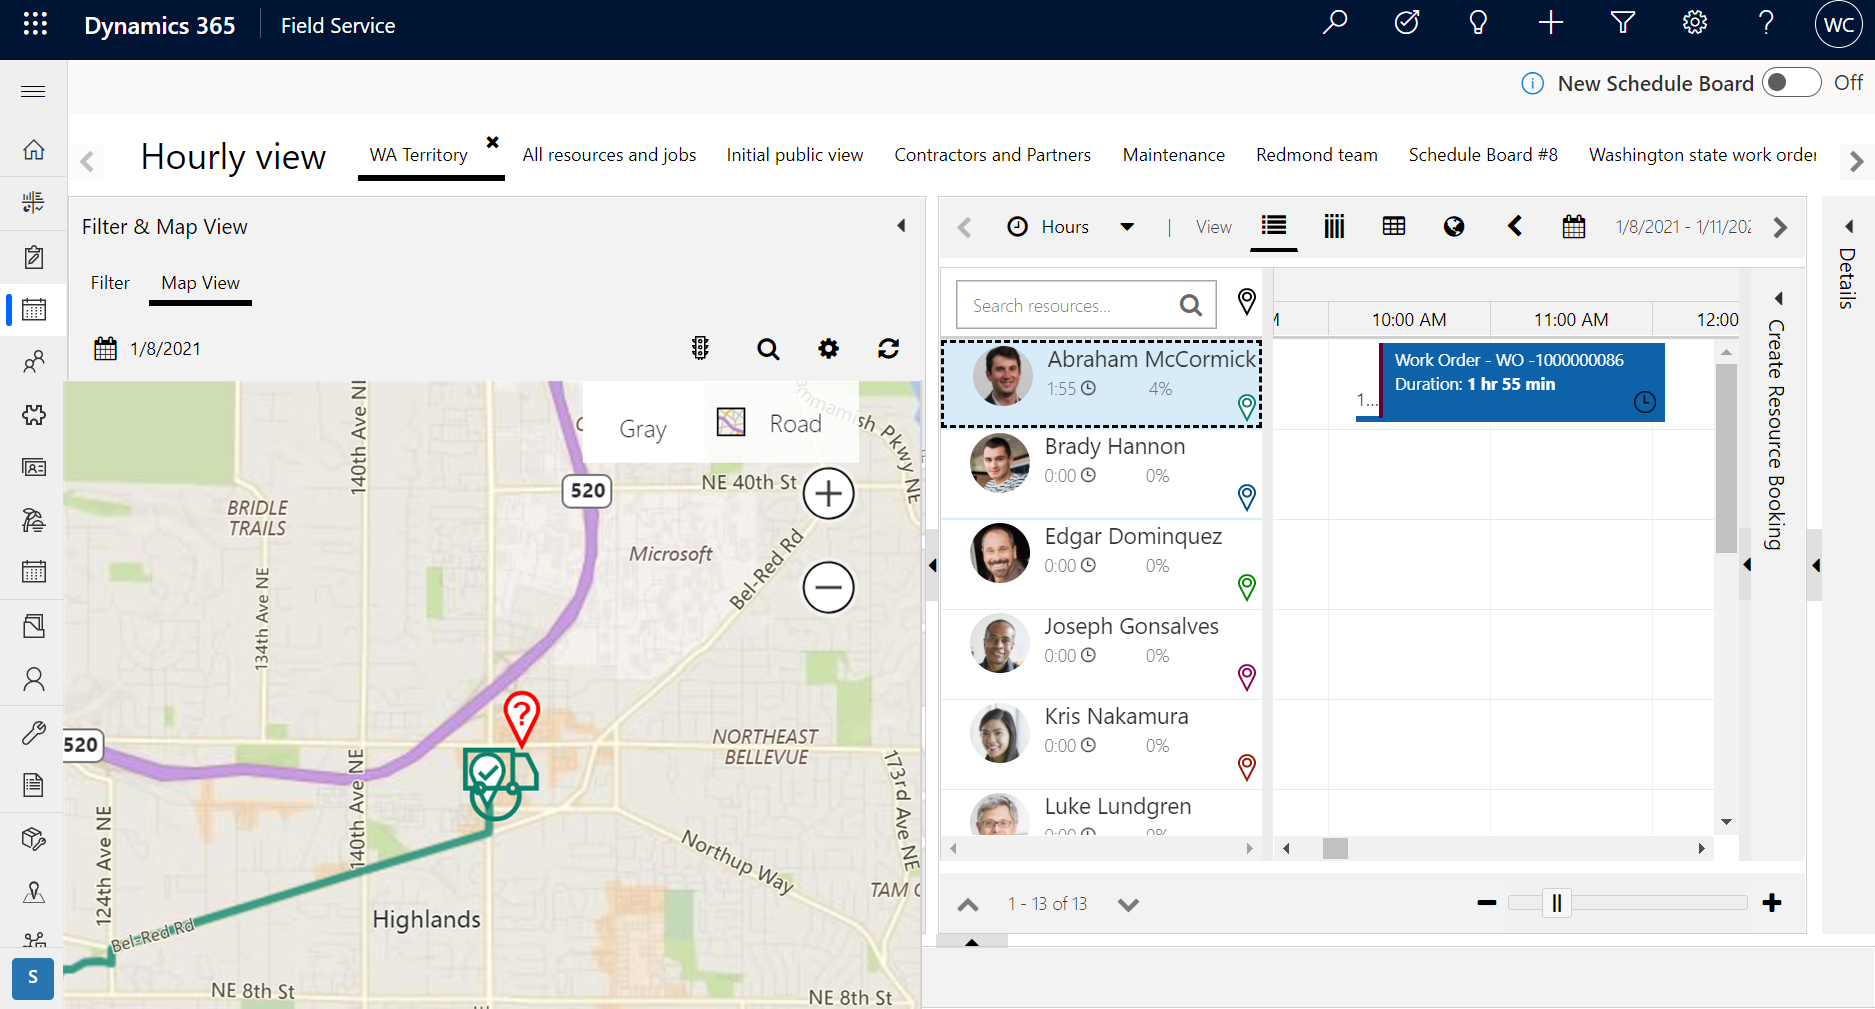 Dynamics 365
Field Service
WC
New Schedule Board
Off
Hourly view
WA Territory
All resources and jobs
Initial public view
Contractors and Partners
Maintenance
Redmond team
Schedule Board #8
Washington state work order
Filter & Map View
Filter
Map View
1/8/2021
Gray
Road
140th Ave NE
NE 40th St
520
BRIDLE
TRAILS
Microsoft
Bel-Red Rd
134th Ave NE
520
NORTHEAST
BELLEVUE
140th Ave NE
173rd Ave NE
124th Ave NE
Northup Way
TAM
Highlands
Bel-Red Rd
NE 8th St
NE 8th St
S
Hours
View
1/8/2021 - 1/11/202
Search resources...
10:00 AM
11:00 AM
12:00
Abraham McCormick
1:55
4%
Work Order - WO -1000000086
Duration: 1 hr 55 min
1...
Brady Hannon
0:00
0%
Edgar Dominquez
0:00
0%
Joseph Gonsalves
0:00
0%
Kris Nakamura
0:00
0%
Luke Lundgren
0:00
0%
1 - 13 of 13
Create Resource Booking
Details